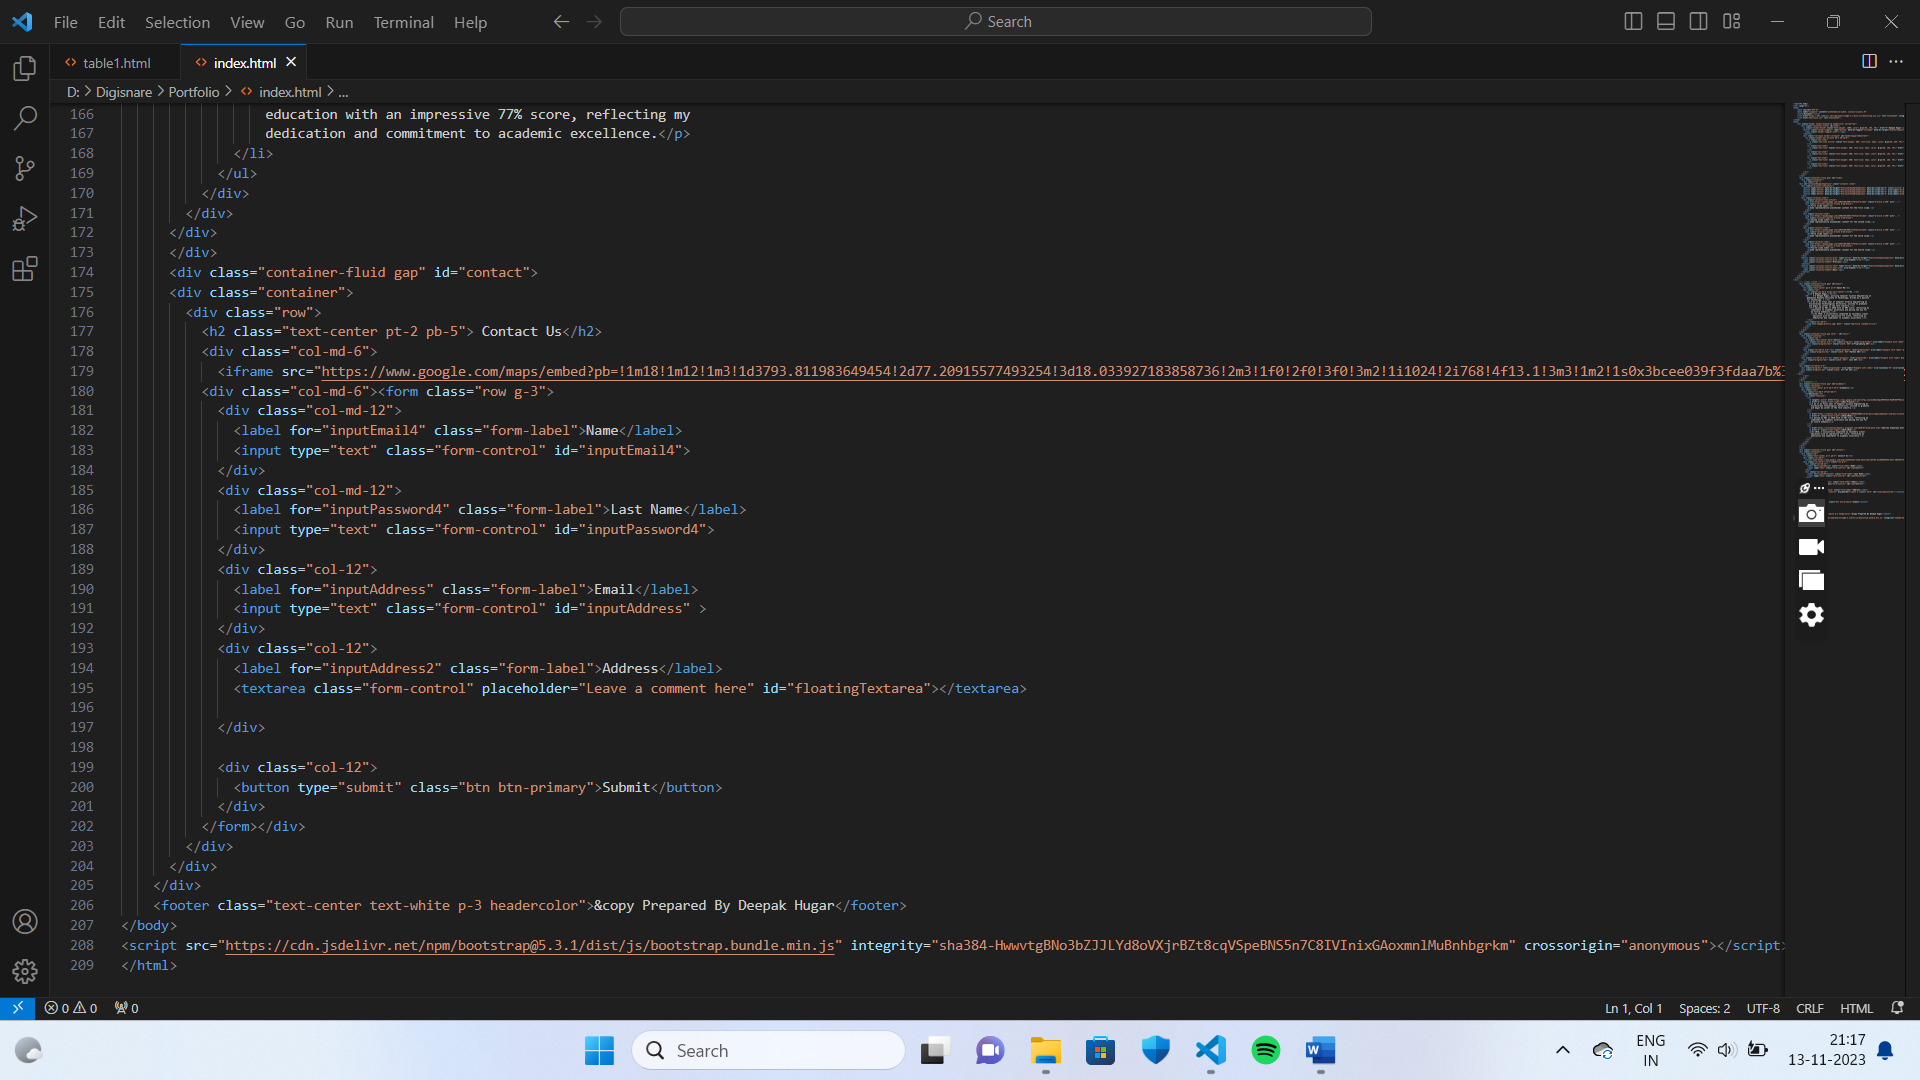 File Edit Selection View Go Run Terminal Help
Search
table1.html
index.html
D: > Digisnare > Portfolio > index.html > ...
166 education with an impressive 77% score, reflecting my
167 dedication and commitment to academic excellence.</p>
168 </li>
169 </ul>
170 </div>
171 </div>
172 </div>
173 </div>
174 <div class="container-fluid gap" id="contact">
175 <div class="container">
176 <div class="row">
177 <h2 class="text-center pt-2 pb-5"> Contact Us</h2>
178 <div class="col-md-6">
179 <iframe src="https://www.google.com/maps/embed?pb=!1m18!1m12!1m3!1d3793.811983649454!2d77.20915577493254!3d18.033927183858736!2m3!1f0!2f0!3f0!3m2!1i1024!2i768!4f13.1!3m3!1m2!1s0x3bcee039f3fdaa7b%3
180 <div class="col-md-6"><form class="row g-3">
181 <div class="col-md-12">
182 <label for="inputEmail4" class="form-label">Name</label>
183 <input type="text" class="form-control" id="inputEmail4">
184 </div>
185 <div class="col-md-12">
186 <label for="inputPassword4" class="form-label">Last Name</label>
187 <input type="text" class="form-control" id="inputPassword4">
188 </div>
189 <div class="col-12">
190 <label for="inputAddress" class="form-label">Email</label>
191 <input type="text" class="form-control" id="inputAddress" >
192 </div>
193 <div class="col-12">
194 <label for="inputAddress2" class="form-label">Address</label>
195 <textarea class="form-control" placeholder="Leave a comment here" id="floatingTextarea"></textarea>
196
197 </div>
198
199 <div class="col-12">
200 <button type="submit" class="btn btn-primary">Submit</button>
201 </div>
202 </form></div>
203 </div>
204 </div>
205 </div>
206 <footer class="text-center text-white p-3 headercolor">&copy Prepared By Deepak Hugar</footer>
207 </body>
208 <script src="https://cdn.jsdelivr.net/npm/bootstrap@5.3.1/dist/js/bootstrap.bundle.min.js" integrity="sha384-HwwvtgBNo3bZJJLYd8oVXjrBZt8cqVSpeBNS5n7C8IVInixGAoxmnlMuBnhbgrkm" crossorigin="anonymous"></script>
209 </html>
0 0 0
Ln 1, Col 1 Spaces: 2 UTF-8 CRLF HTML
Search
ENG
IN
21:17
13-11-2023